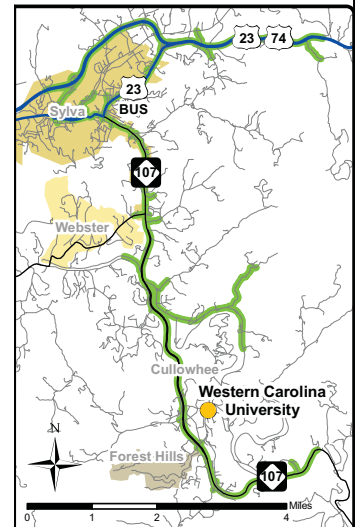 23 74
23
BUS
Sylva
107
Webster
Cullowhee
Western Carolina
University
N
Forest Hills
107
Miles
0 1 2 4